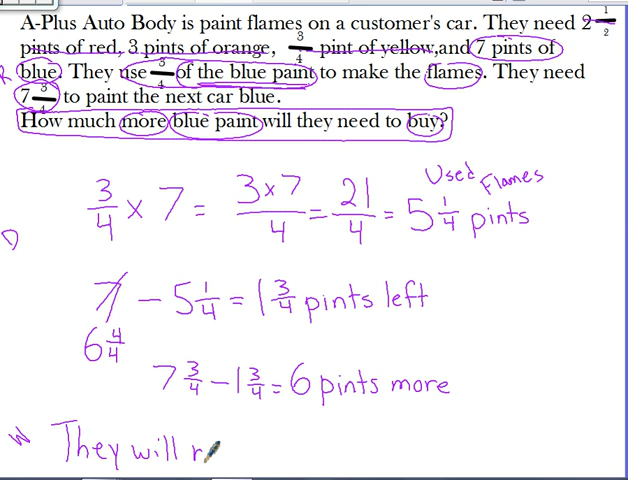 A-Plus Auto Body is paint flames on a customer's car. They need 2 1/2
pints of red, 3 pints of orange, 3/4 pint of yellow,and 7 pints of
R blue. They use 3/4 of the blue paint to make the flames. They need
7 3/4 to paint the next car blue.
How much more blue paint will they need to buy?
Used Flames
3/4 x 7 = 3 x 7/4 = 21/4 = 5 1/4 pints
D
7 - 5 1/4 = 1 3/4 pints left
6 4/4
7 3/4 - 1 3/4 = 6 pints more
W They will r